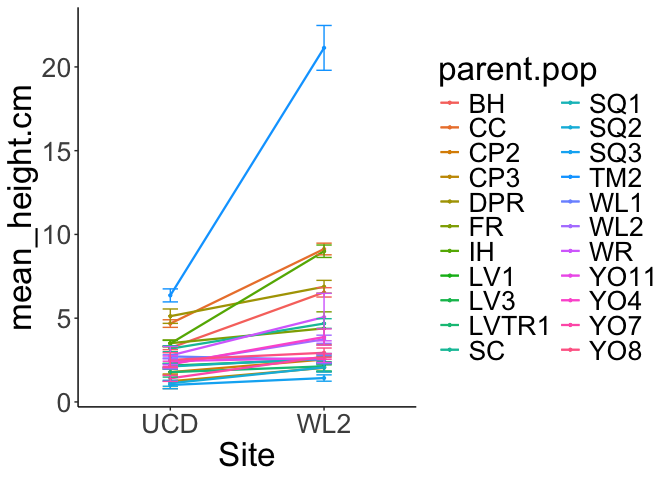 mean_height.cm
20
15
10
5
0
UCD WL2
Site
parent.pop
BH SQ1
CC SQ2
CP2 SQ3
CP3 TM2
DPR WL1
FR WL2
IH WR
LV1 YO11
LV3 YO4
LVTR1 YO7
SC YO8